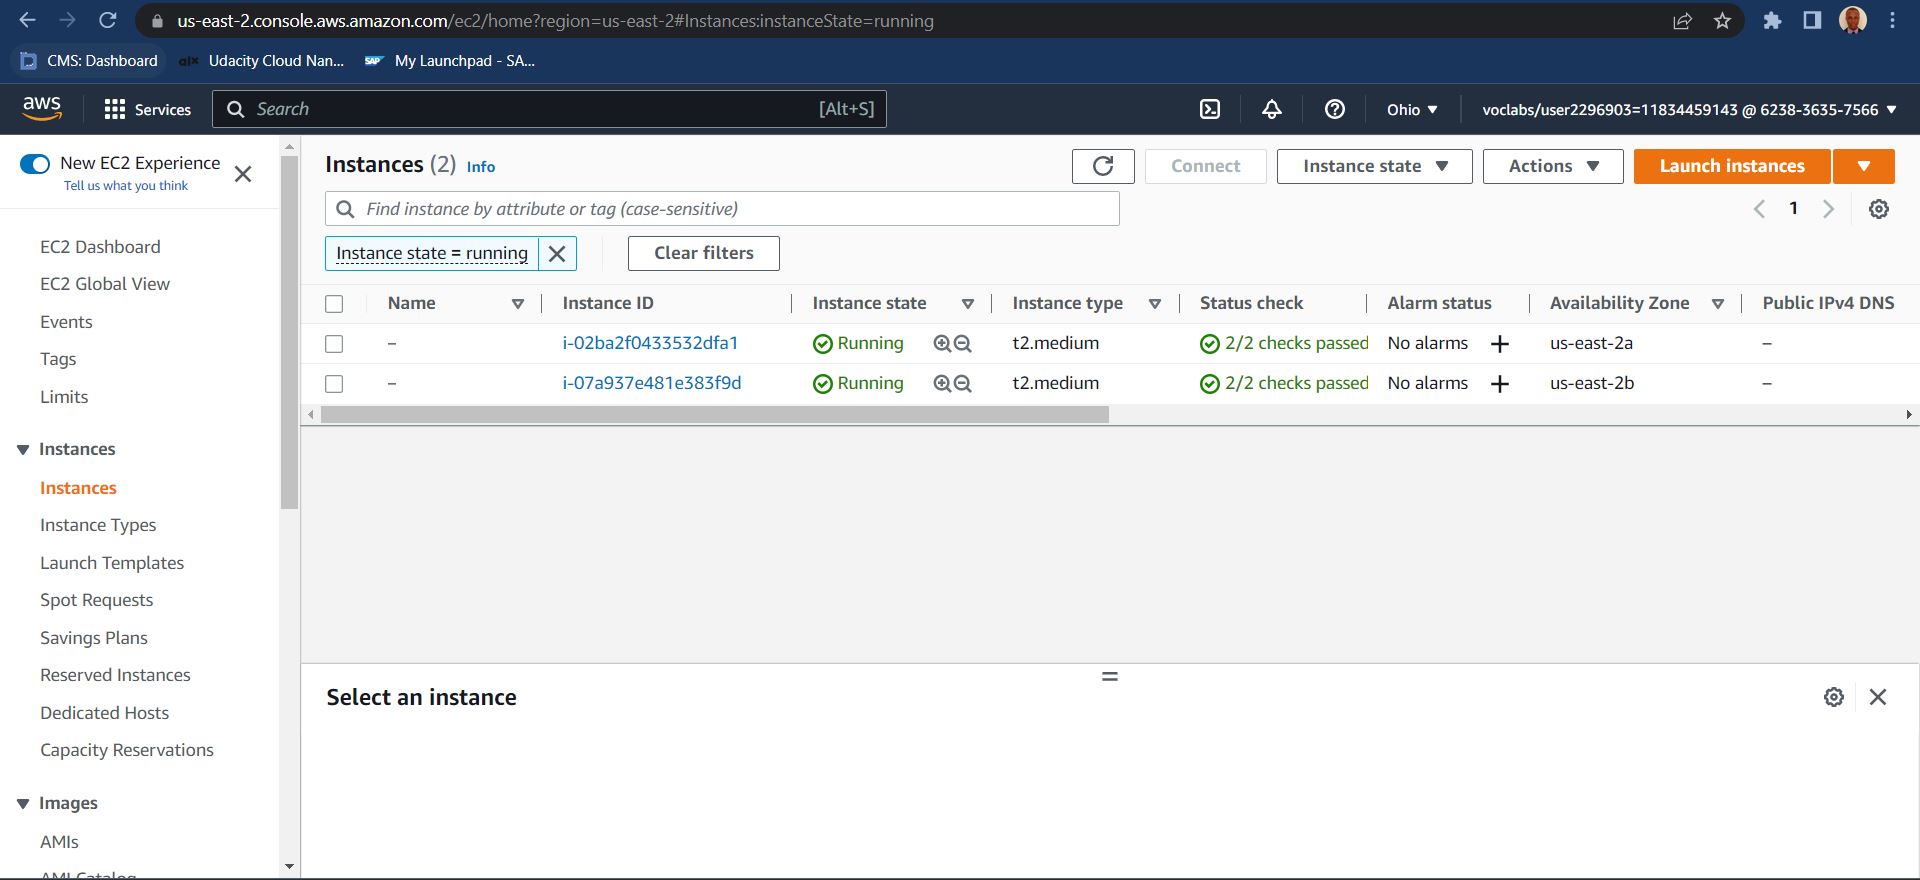 us-east-2.console.aws.amazon.com/ec2/home?region=us-east-2#Instances:instanceState=running
CMS: Dashboard
alx Udacity Cloud Nan...
SAP My Launchpad - SA...
aws
Services
Search [Alt+S]
Ohio
voclabs/user2296903=11834459143 @ 6238-3635-7566
New EC2 Experience
Tell us what you think
EC2 Dashboard
EC2 Global View
Events
Tags
Limits
Instances
Instances
Instance Types
Launch Templates
Spot Requests
Savings Plans
Reserved Instances
Dedicated Hosts
Capacity Reservations
Images
AMIs
AMI Catalog
Instances (2) Info
Connect
Instance state
Actions
Launch instances
Find instance by attribute or tag (case-sensitive)
1
Instance state = running
Clear filters
Name Instance ID Instance state Instance type Status check Alarm status Availability Zone Public IPv4 DNS
– i-02ba2f0433532dfa1 Running t2.medium 2/2 checks passed No alarms + us-east-2a –
– i-07a937e481e383f9d Running t2.medium 2/2 checks passed No alarms + us-east-2b –
Select an instance